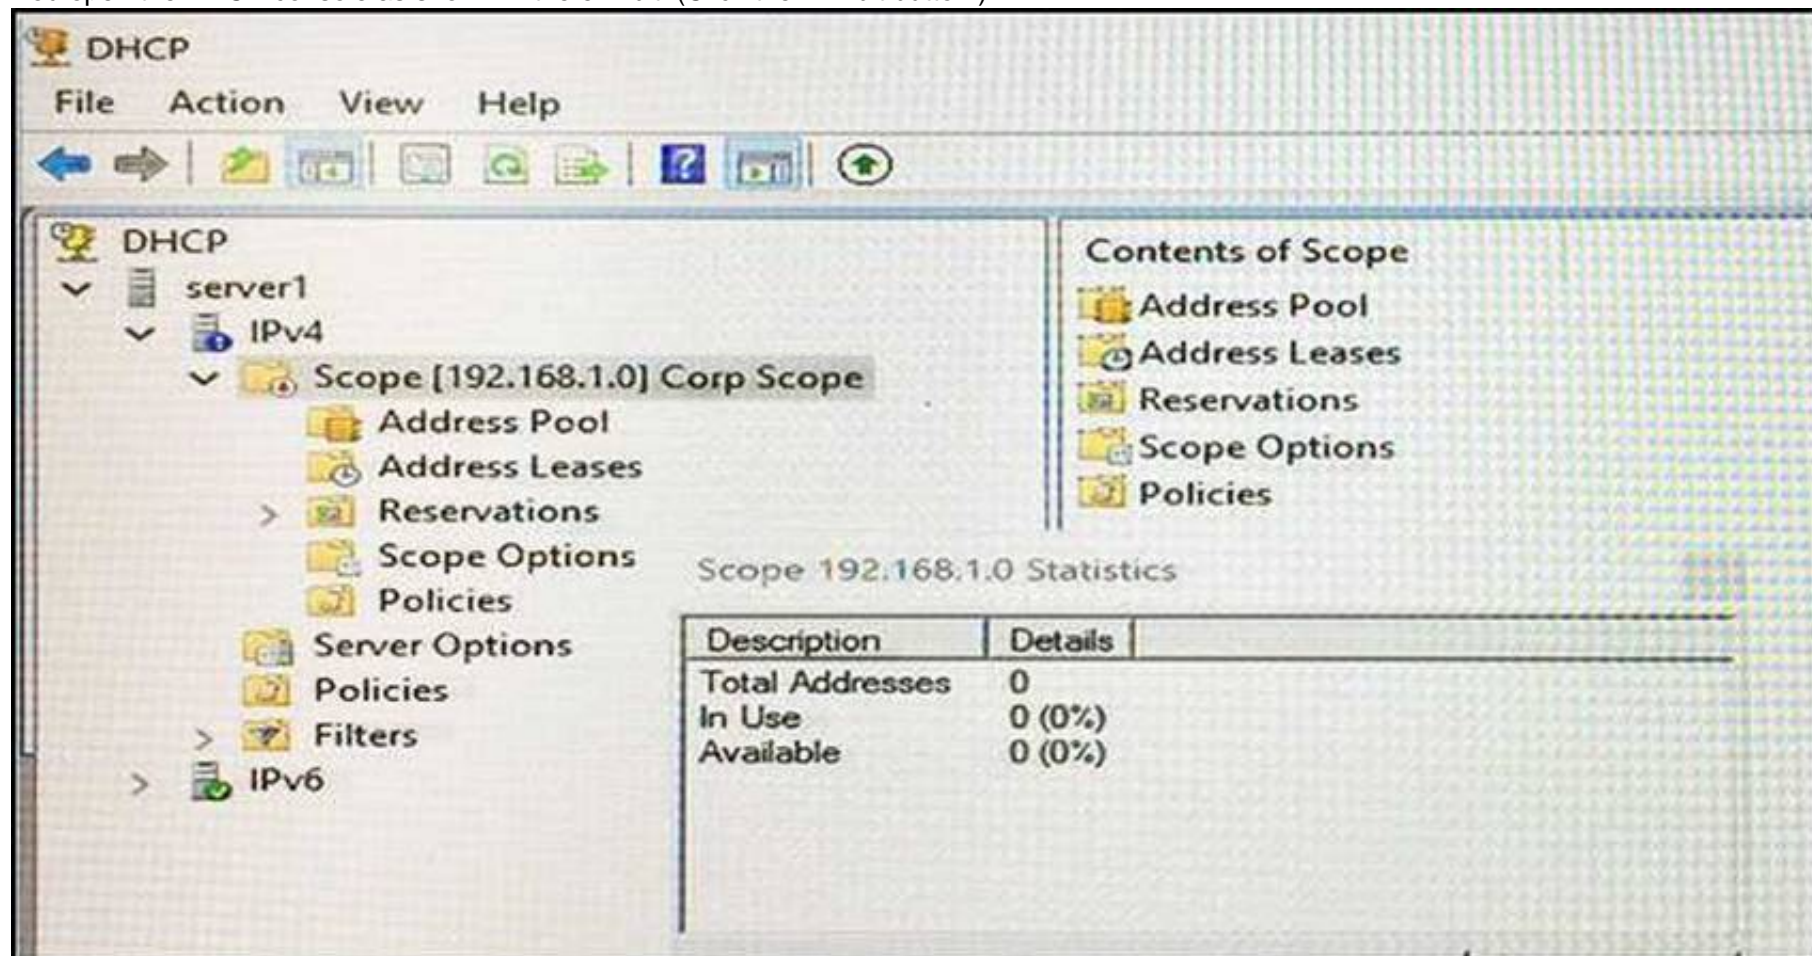 DHCP
File Action View Help
DHCP
server1
IPv4
Scope [192.168.1.0] Corp Scope
Address Pool
Address Leases
Reservations
Scope Options
Policies
Server Options
Policies
Filters
IPv6
Contents of Scope
Address Pool
Address Leases
Reservations
Scope Options
Policies
Scope 192.168.1.0 Statistics
Description Details
Total Addresses 0
In Use 0 (0%)
Available 0 (0%)